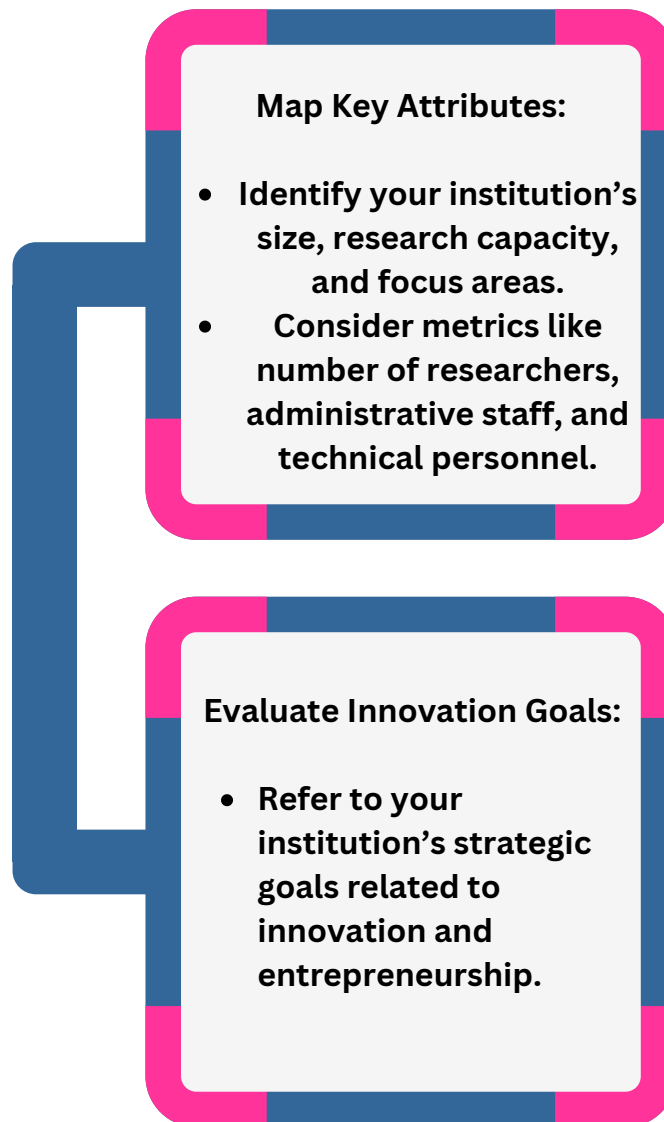 Map Key Attributes:
• Identify your institution’s
size, research capacity,
and focus areas.
• Consider metrics like
number of researchers,
administrative staff, and
technical personnel.
Evaluate Innovation Goals:
• Refer to your
institution’s strategic
goals related to
innovation and
entrepreneurship.